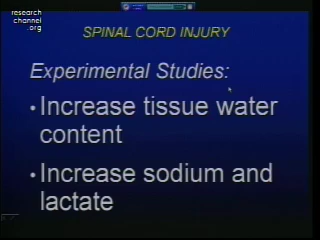 research
channel
.org
SPINAL CORD INJURY
Experimental Studies:
• Increase tissue water
content
• Increase sodium and
lactate